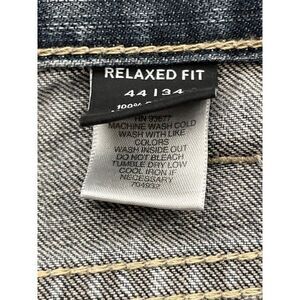 RELAXED FIT
44 | 34
100%
RN 93677
MACHINE WASH COLD
WASH WITH LIKE
COLORS
WASH INSIDE OUT
DO NOT BLEACH
TUMBLE DRY LOW
COOL IRON IF
NECESSARY
704932